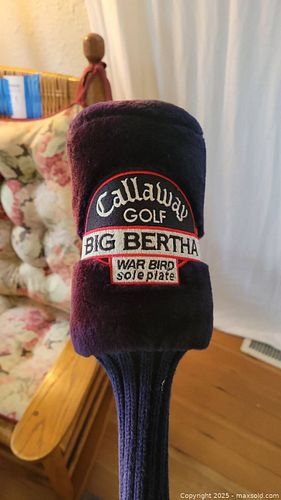 Callaway
GOLF
BIG BERTHA
WAR BIRD
sole plate
Copyright 2025 - maxsold.com